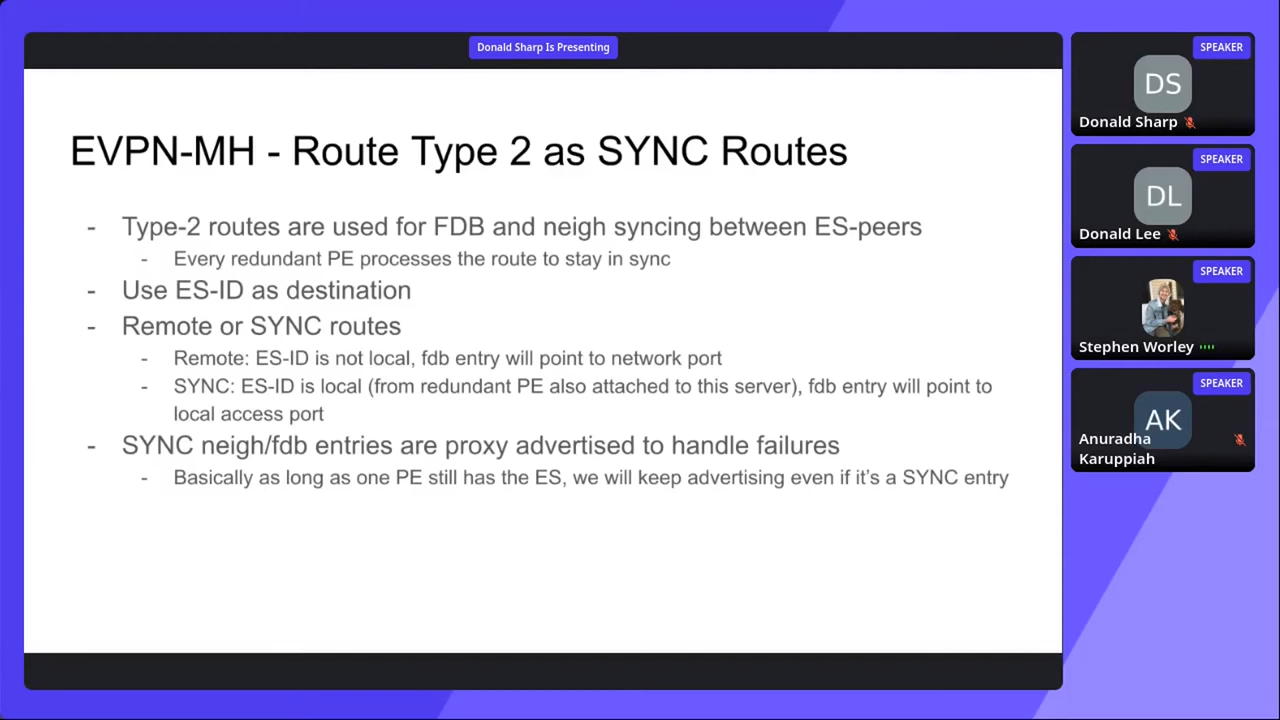 Donald Sharp Is Presenting
EVPN-MH - Route Type 2 as SYNC Routes
- Type-2 routes are used for FDB and neigh syncing between ES-peers
- Every redundant PE processes the route to stay in sync
- Use ES-ID as destination
- Remote or SYNC routes
- Remote: ES-ID is not local, fdb entry will point to network port
- SYNC: ES-ID is local (from redundant PE also attached to this server), fdb entry will point to
local access port
- SYNC neigh/fdb entries are proxy advertised to handle failures
- Basically as long as one PE still has the ES, we will keep advertising even if it's a SYNC entry
SPEAKER
DS
Donald Sharp
SPEAKER
DL
Donald Lee
SPEAKER
Stephen Worley
SPEAKER
AK
Anuradha
Karuppiah